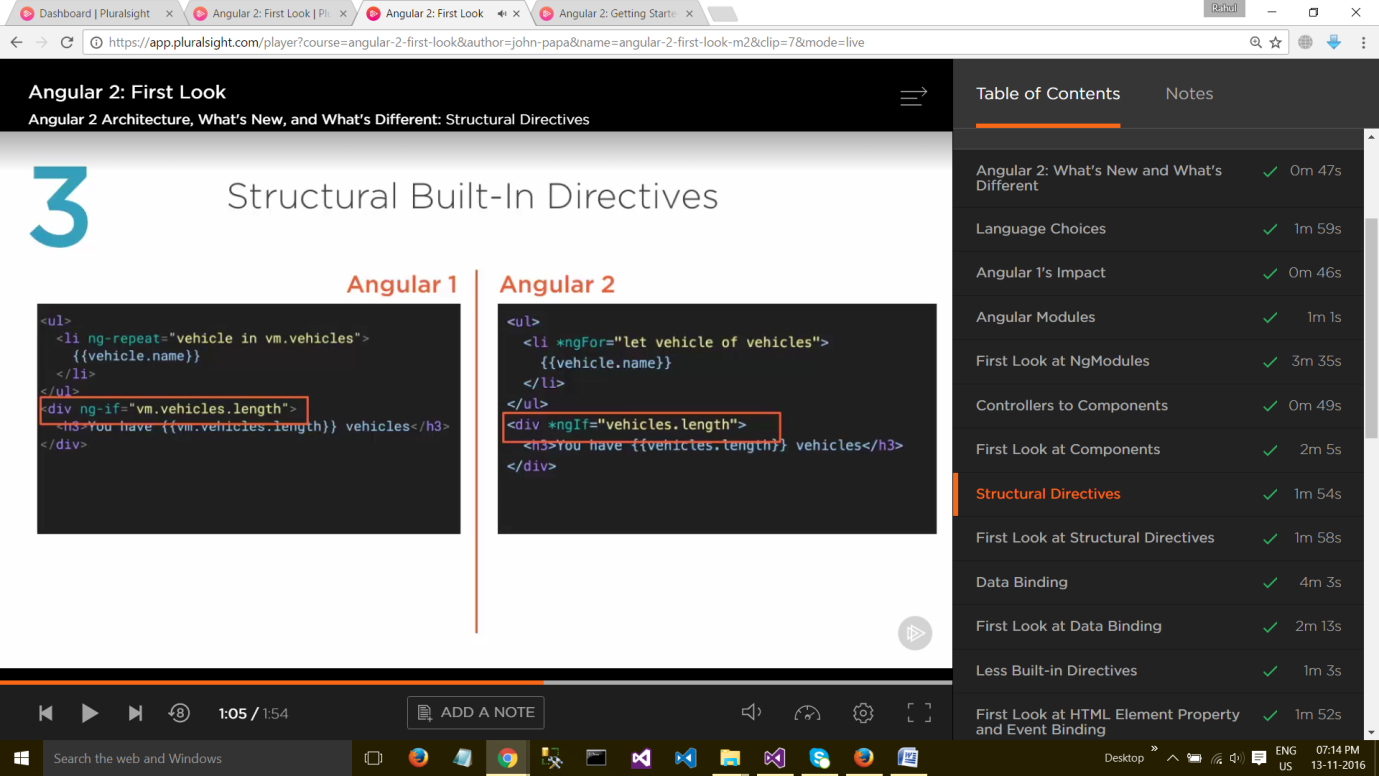 Dashboard | Pluralsight
Angular 2: First Look | Pl
Angular 2: First Look
Angular 2: Getting Starte
Rahul
https://app.pluralsight.com/player?course=angular-2-first-look&author=john-papa&name=angular-2-first-look-m2&clip=7&mode=live
Angular 2: First Look
Angular 2 Architecture, What's New, and What's Different: Structural Directives
3
Structural Built-In Directives
Angular 1
<ul>
<li ng-repeat="vehicle in vm.vehicles">
{{vehicle.name}}
</li>
</ul>
<div ng-if="vm.vehicles.length">
<h3>You have {{vm.vehicles.length}} vehicles</h3>
</div>
Angular 2
<ul>
<li *ngFor="let vehicle of vehicles">
{{vehicle.name}}
</li>
</ul>
<div *ngIf="vehicles.length">
<h3>You have {{vehicles.length}} vehicles</h3>
</div>
8
1:05 / 1:54
ADD A NOTE
Table of Contents
Notes
Angular 2: What's New and What's
Different
0m 47s
Language Choices
1m 59s
Angular 1's Impact
0m 46s
Angular Modules
1m 1s
First Look at NgModules
3m 35s
Controllers to Components
0m 49s
First Look at Components
2m 5s
Structural Directives
1m 54s
First Look at Structural Directives
1m 58s
Data Binding
4m 3s
First Look at Data Binding
2m 13s
Less Built-in Directives
1m 3s
First Look at HTML Element Property
and Event Binding
1m 52s
Search the web and Windows
Desktop
ENG
US
07:14 PM
13-11-2016